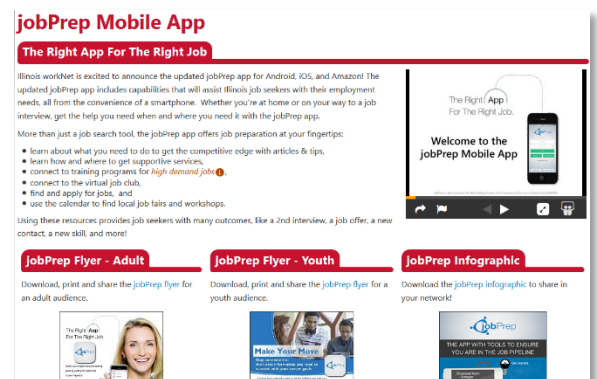 jobPrep Mobile App
The Right App For The Right Job
Illinois workNet is excited to announce the updated jobPrep app for Android, iOS, and Amazon! The
updated jobPrep app includes capabilities that will assist Illinois job seekers with their employment
needs, all from the convenience of a smartphone. Whether you're at home or on your way to a job
interview, get the help you need when and where you need it with the jobPrep app.
More than just a job search tool, the jobPrep app offers job preparation at your fingertips:
• learn about what you need to do to get the competitive edge with articles & tips,
• learn how and where to get supportive services,
• connect to training programs for high demand jobs
• connect to the virtual job club,
• find and apply for jobs, and
• use the calendar to find local job fairs and workshops.
Using these resources provides job seekers with many outcomes, like a 2nd interview, a job offer, a new
contact, a new skill, and more!
The Right App
For The Right Job.
Welcome to the
jobPrep Mobile App
jobPrep Flyer - Adult
Download, print and share the jobPrep flyer for
an adult audience.
The Right App
For The Right Job.
jobPrep Flyer - Youth
Download, print and share the jobPrep flyer for a
youth audience.
Make Your Move
jobPrep Infographic
Download the jobPrep infographic to share in
your network!
jobPrep
THE APP WITH TOOLS TO ENSURE
YOU ARE IN THE JOB PIPELINE